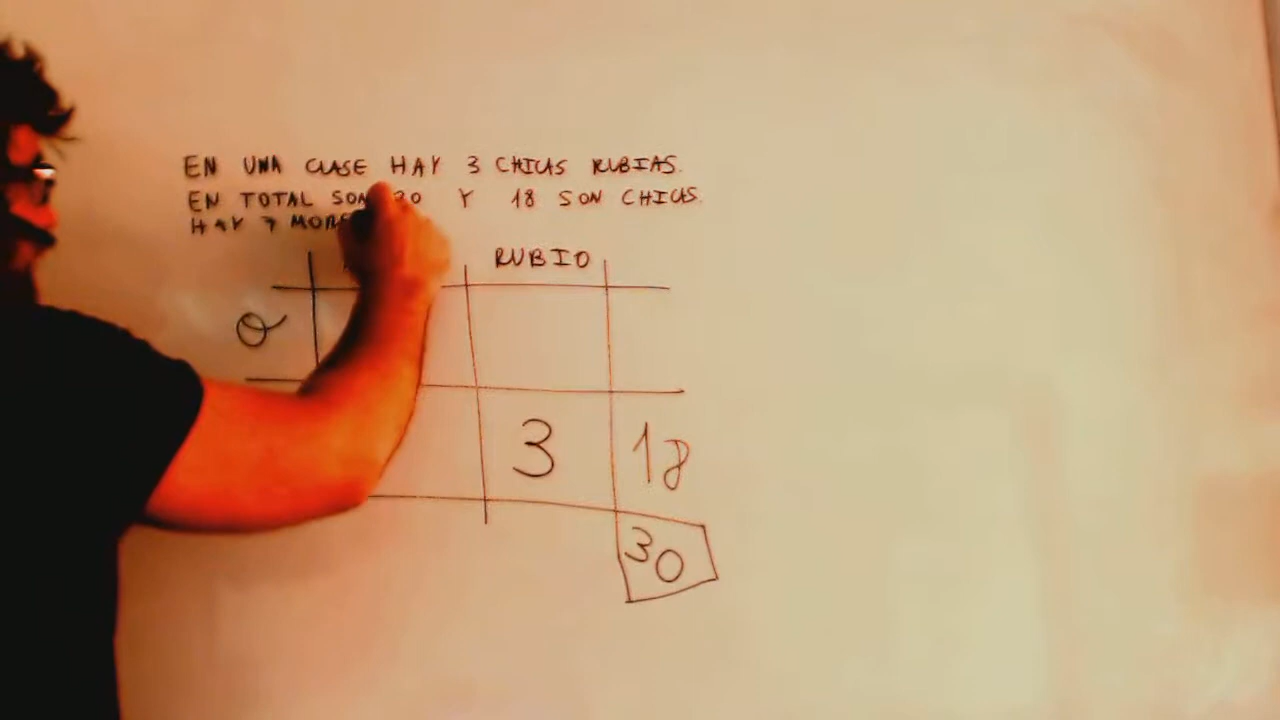 EN UNA CLASE HAY 3 CHICAS RUBIAS.
EN TOTAL SON 30 Y 18 SON CHICAS.
HAY 7
RUBIO
O
3 18
30